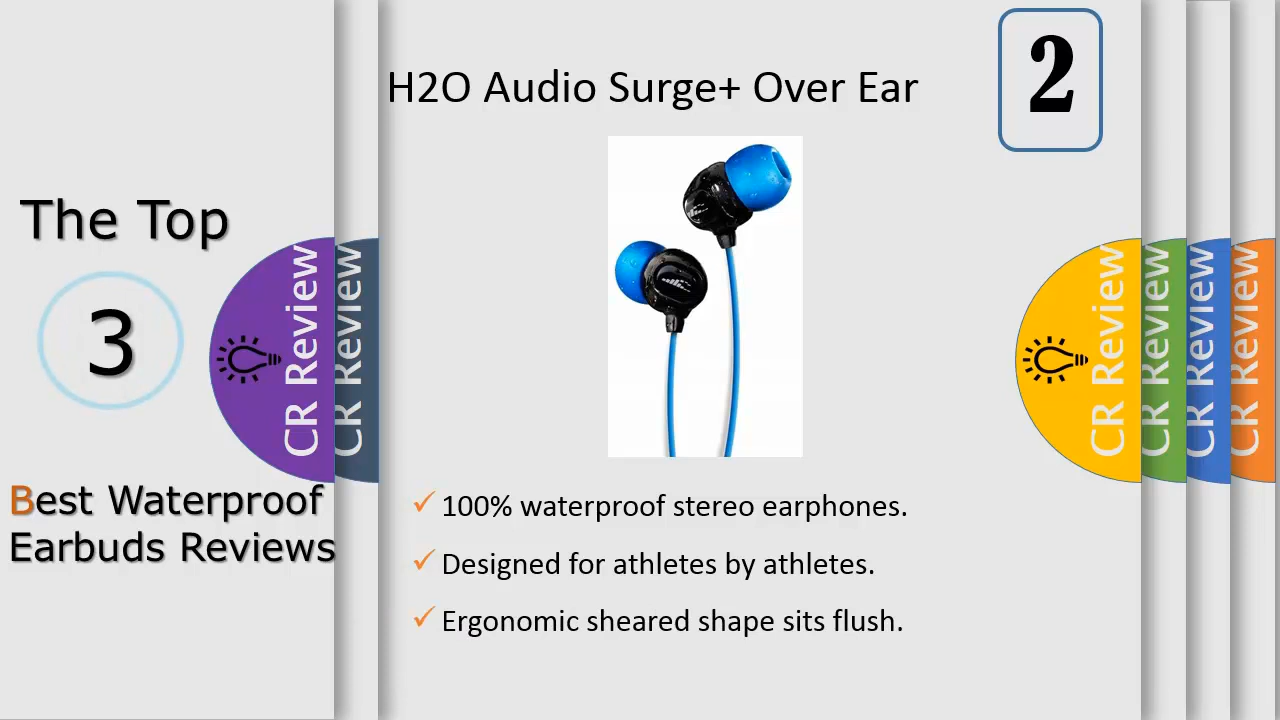 The Top
3
Best Waterproof
Earbuds Reviews
CR Review
CR Review
H2O Audio Surge+ Over Ear
2
100% waterproof stereo earphones.
Designed for athletes by athletes.
Ergonomic sheared shape sits flush.
CR Review
CR Review
CR Review
CR Review